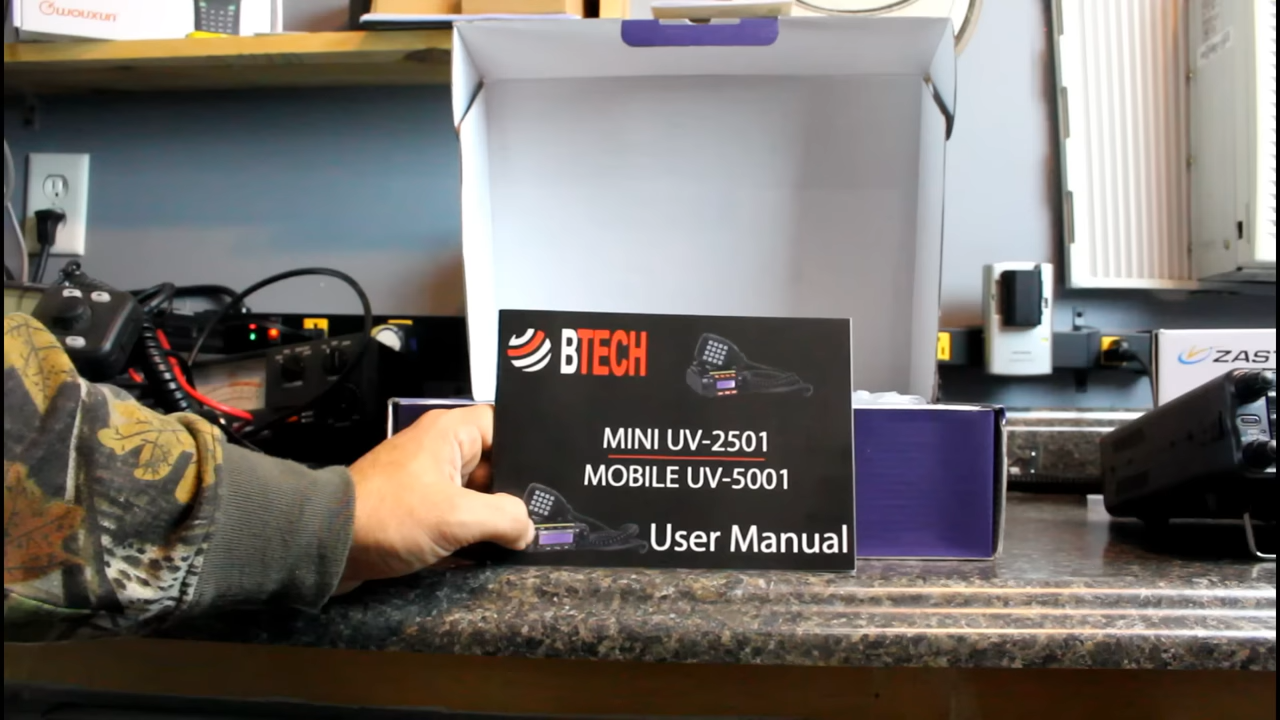 WOUXUN
BTECH
MINI UV-2501
MOBILE UV-5001
User Manual
ZAST